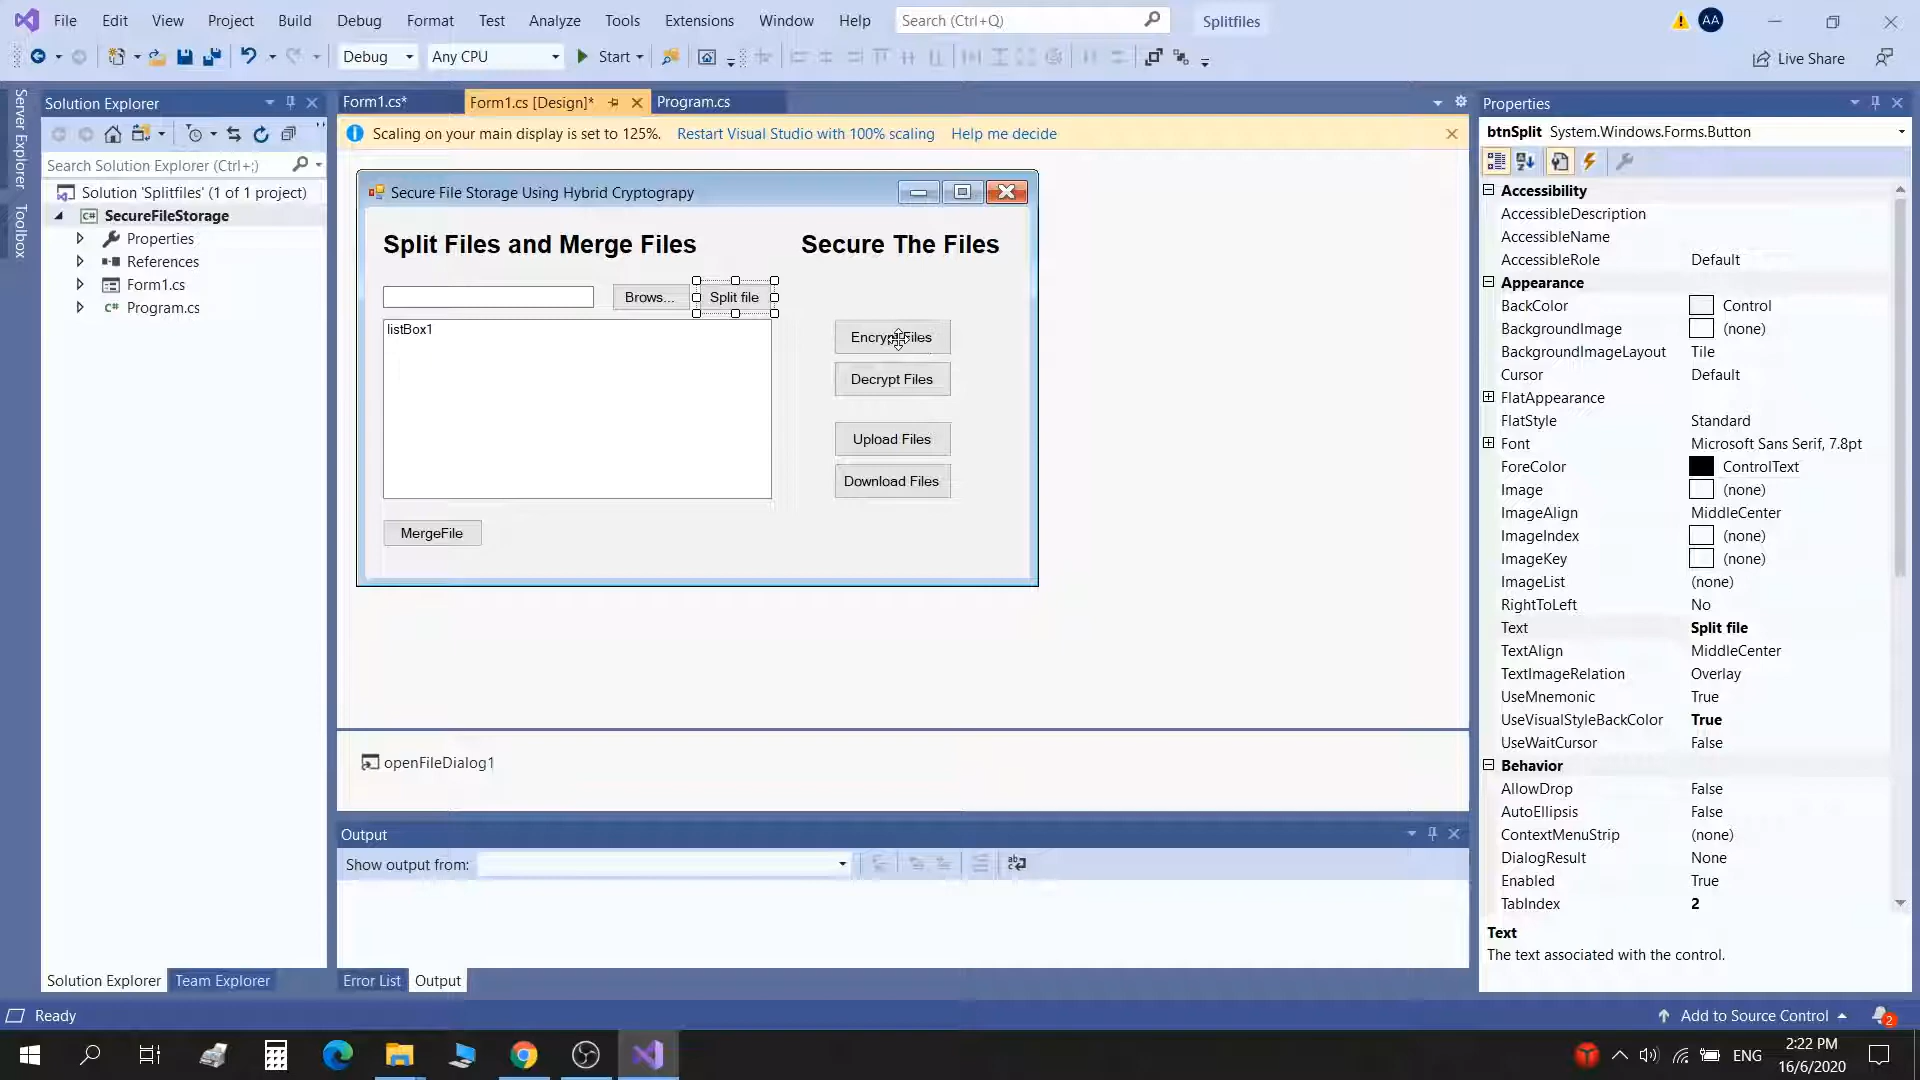 File Edit View Project Build Debug Format Test Analyze Tools Extensions Window Help Search (Ctrl+Q) Splitfiles AA
Debug Any CPU Start Live Share
Server Explorer
Toolbox
Solution Explorer
Search Solution Explorer (Ctrl+;)
Solution 'Splitfiles' (1 of 1 project)
C# SecureFileStorage
Properties
References
Form1.cs
C# Program.cs
Solution Explorer Team Explorer
Form1.cs* Form1.cs [Design]* Program.cs
Scaling on your main display is set to 125%. Restart Visual Studio with 100% scaling Help me decide
Secure File Storage Using Hybrid Cryptograpy
Split Files and Merge Files Secure The Files
Brows... Split file
listBox1
Encrypt Files
Decrypt Files
Upload Files
Download Files
MergeFile
openFileDialog1
Output
Show output from:
Error List Output
Properties
btnSplit System.Windows.Forms.Button
Accessibility
AccessibleDescription
AccessibleName
AccessibleRole Default
Appearance
BackColor Control
BackgroundImage (none)
BackgroundImageLayout Tile
Cursor Default
FlatAppearance
FlatStyle Standard
Font Microsoft Sans Serif, 7.8pt
ForeColor ControlText
Image (none)
ImageAlign MiddleCenter
ImageIndex (none)
ImageKey (none)
ImageList (none)
RightToLeft No
Text Split file
TextAlign MiddleCenter
TextImageRelation Overlay
UseMnemonic True
UseVisualStyleBackColor True
UseWaitCursor False
Behavior
AllowDrop False
AutoEllipsis False
ContextMenuStrip (none)
DialogResult None
Enabled True
TabIndex 2
Text
The text associated with the control.
Ready Add to Source Control 2
ENG 2:22 PM
16/6/2020